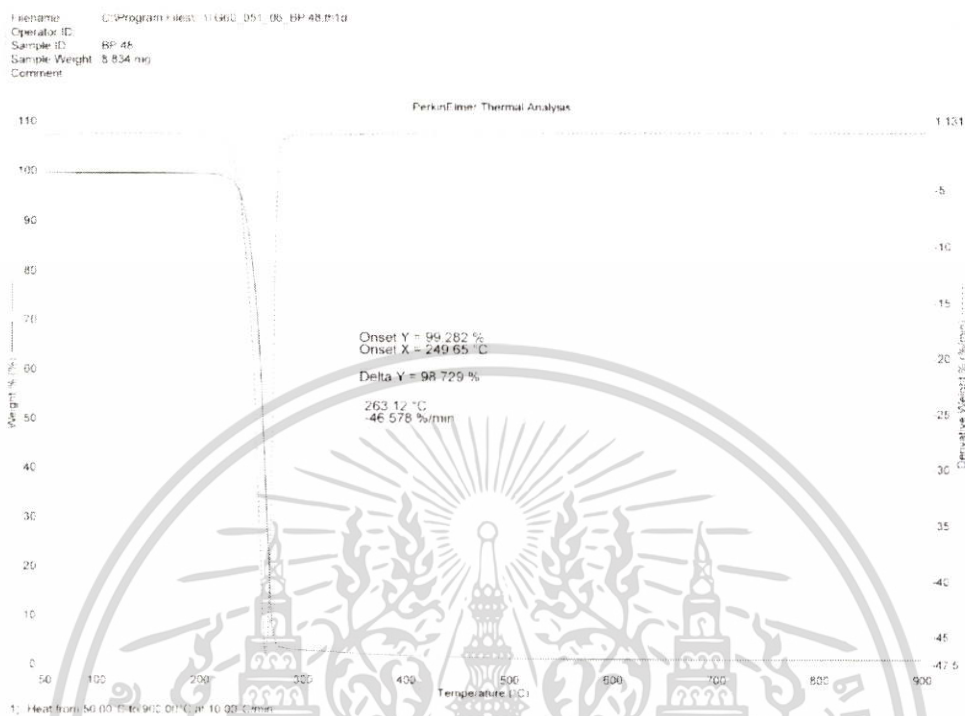 Filename
Operator ID:
Sample ID: BP 48
Sample Weight: 8.834 mg
Comment:
PerkinElmer Thermal Analysis
110
100
90
80
70
60
50
40
30
20
10
0
Weight % (%)
1.131
-5
-10
-15
-20
-25
-30
-35
-40
-45
-47.5
Derivative Weight % (%/min)
Onset Y = 99.282 %
Onset X = 249.65 °C
Delta Y = 98.729 %
263.12 °C
-46.578 %/min
50 100 200 300 400 500 600 700 800 900
Temperature (°C)
1) Heat from 50.00°C to 900.00°C at 10.00°C/min